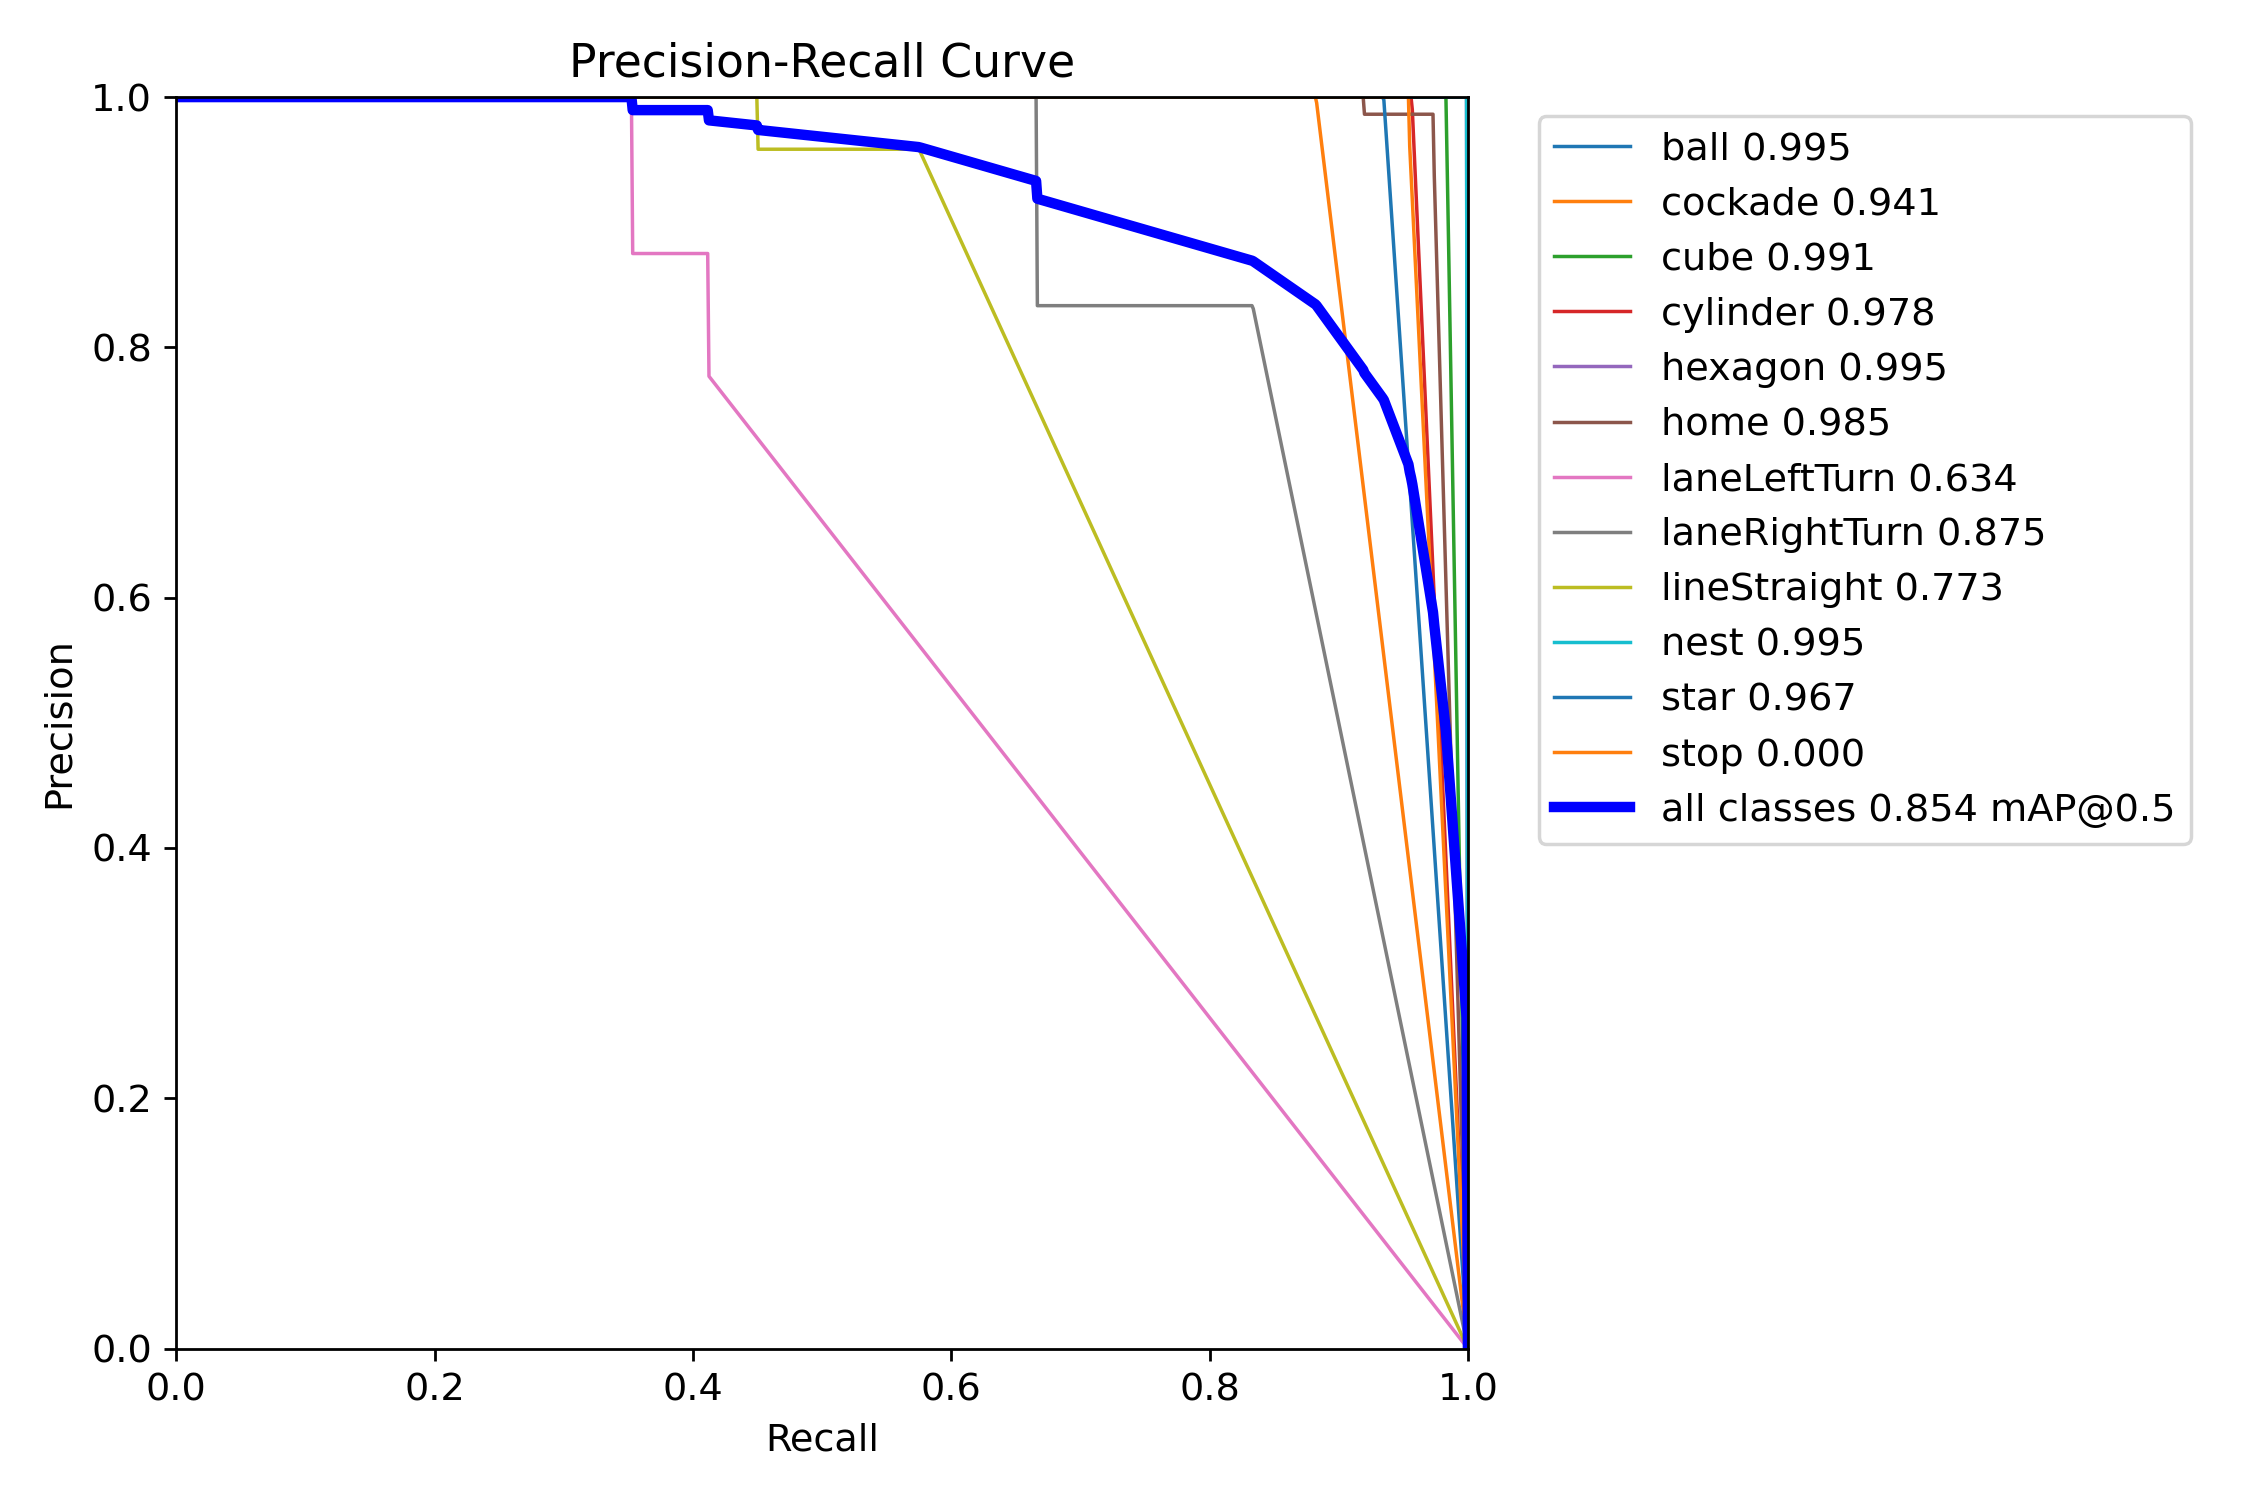 Precision-Recall Curve
1.0
0.8
0.6
0.4
0.2
0.0
Precision
0.0 0.2 0.4 0.6 0.8 1.0
Recall
ball 0.995
cockade 0.941
cube 0.991
cylinder 0.978
hexagon 0.995
home 0.985
laneLeftTurn 0.634
laneRightTurn 0.875
lineStraight 0.773
nest 0.995
star 0.967
stop 0.000
all classes 0.854 mAP@0.5